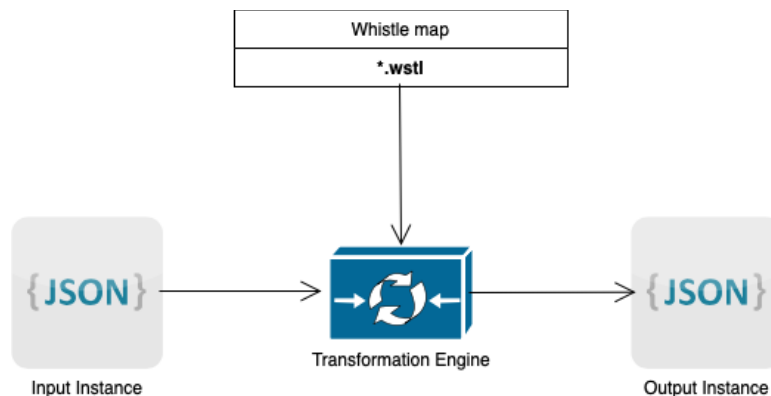 Whistle map
*.wstl
{JSON}
{JSON}
Transformation Engine
Input Instance
Output Instance